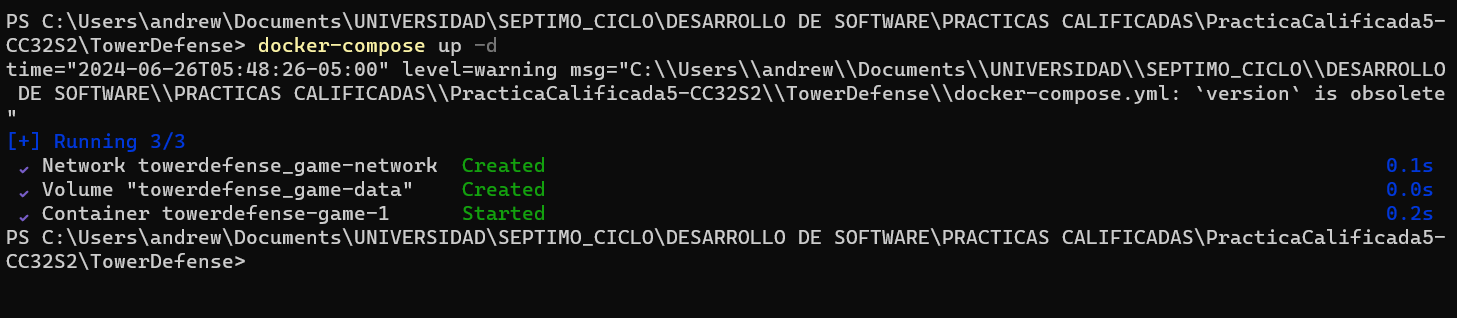 PS C:\Users\andrew\Documents\UNIVERSIDAD\SEPTIMO_CICLO\DESARROLLO DE SOFTWARE\PRACTICAS CALIFICADAS\PracticaCalificada5-
CC32S2\TowerDefense> docker-compose up -d
time="2024-06-26T05:48:26-05:00" level=warning msg="C:\\Users\\andrew\\Documents\\UNIVERSIDAD\\SEPTIMO_CICLO\\DESARROLLO
 DE SOFTWARE\\PRACTICAS CALIFICADAS\\PracticaCalificada5-CC32S2\\TowerDefense\\docker-compose.yml: `version` is obsolete
"
[+] Running 3/3
 ✔ Network towerdefense_game-network  Created 0.1s
 ✔ Volume "towerdefense_game-data"    Created 0.0s
 ✔ Container towerdefense-game-1      Started 0.2s
PS C:\Users\andrew\Documents\UNIVERSIDAD\SEPTIMO_CICLO\DESARROLLO DE SOFTWARE\PRACTICAS CALIFICADAS\PracticaCalificada5-
CC32S2\TowerDefense>